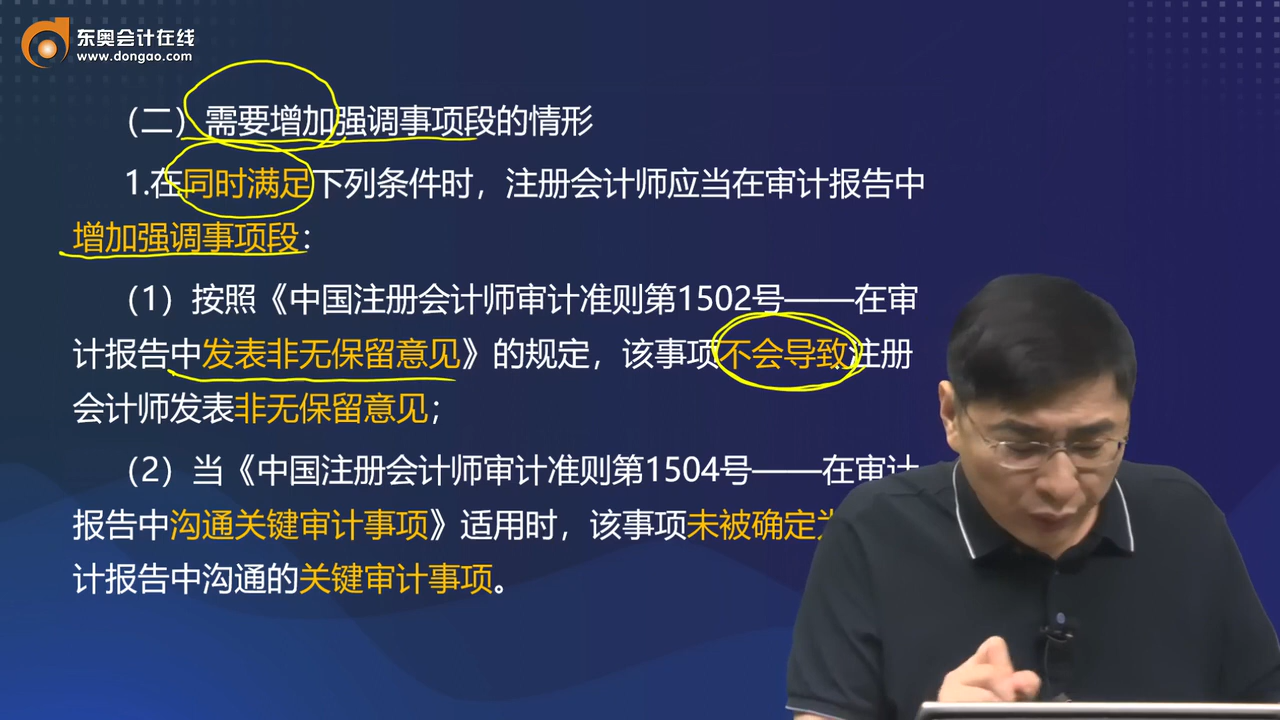 东奥会计在线
www.dongao.com
（二）需要增加强调事项段的情形
1.在同时满足下列条件时，注册会计师应当在审计报告中
增加强调事项段：
（1）按照《中国注册会计师审计准则第1502号——在审
计报告中发表非无保留意见》的规定，该事项不会导致注册
会计师发表非无保留意见；
（2）当《中国注册会计师审计准则第1504号——在审计
报告中沟通关键审计事项》适用时，该事项未被确定为
计报告中沟通的关键审计事项。